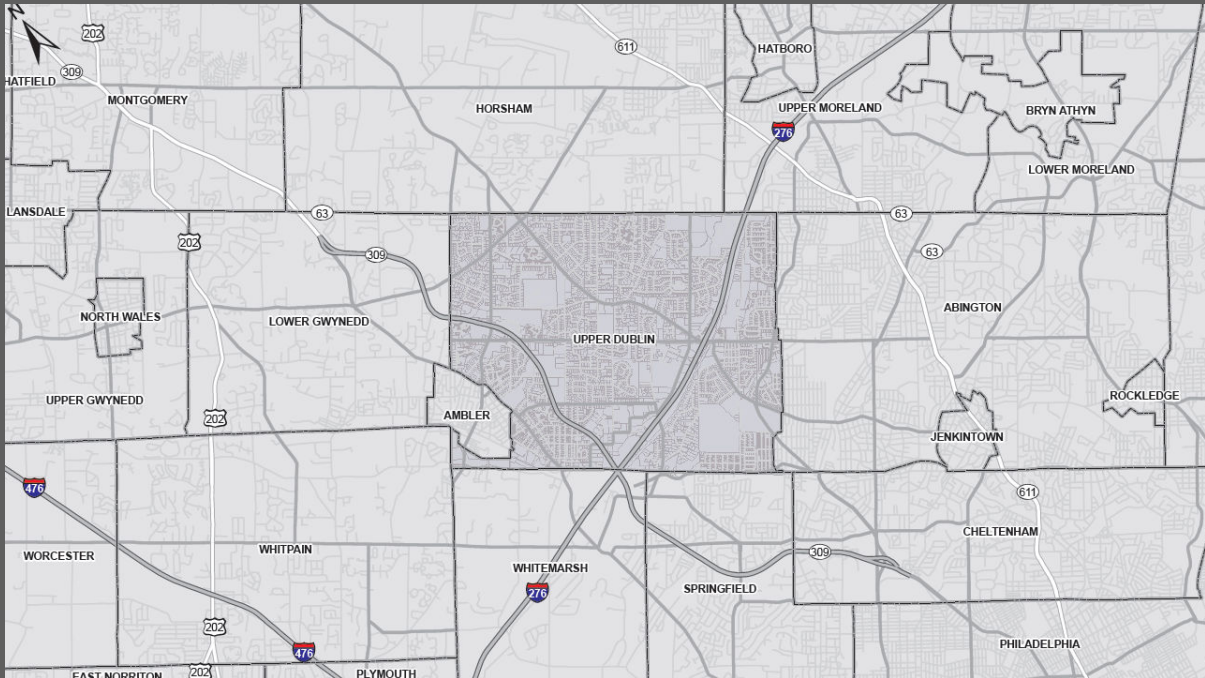 N
202
611
HATBORO
309
HATFIELD
MONTGOMERY
HORSHAM
UPPER MORELAND
BRYN ATHYN
276
LOWER MORELAND
LANSDALE
63
63
202
309
63
NORTH WALES
LOWER GWYNEDD
ABINGTON
UPPER DUBLIN
UPPER GWYNEDD
ROCKLEDGE
202
AMBLER
JENKINTOWN
476
611
CHELTENHAM
WORCESTER
WHITPAIN
309
WHITEMARSH
276
SPRINGFIELD
202
PHILADELPHIA
476
202
EAST NORRITON
PLYMOUTH